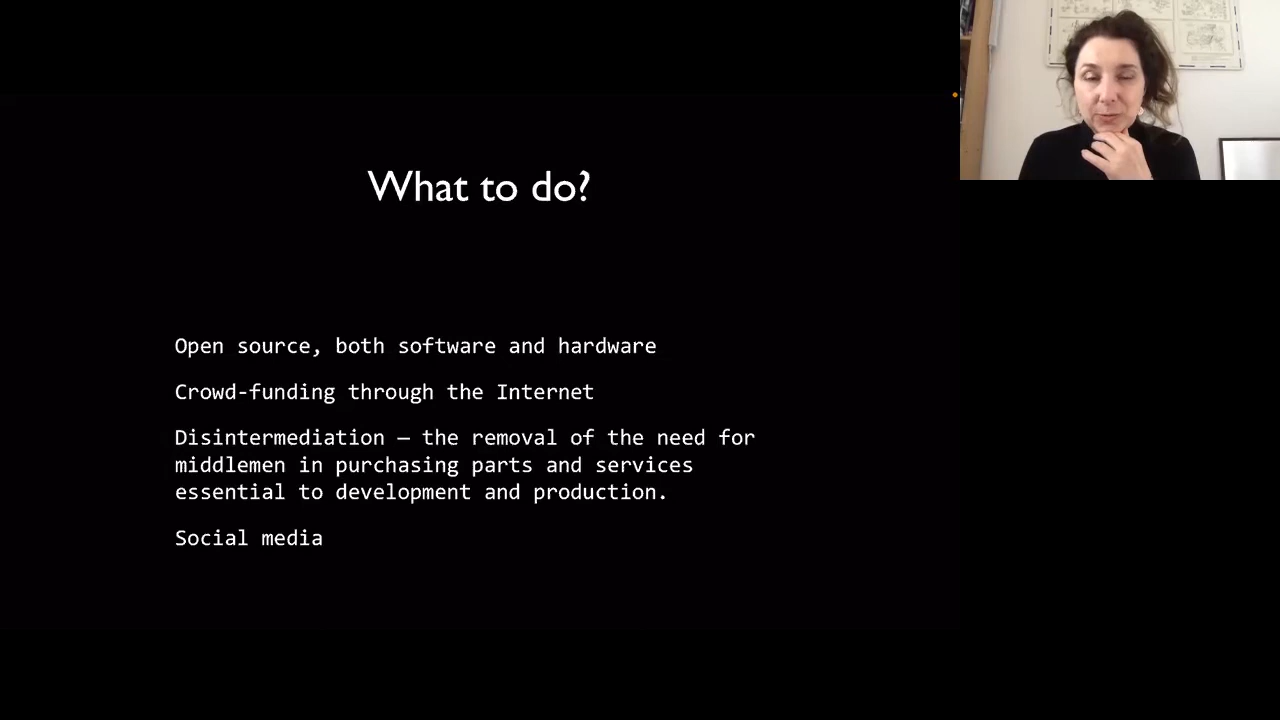 What to do?
Open source, both software and hardware
Crowd-funding through the Internet
Disintermediation — the removal of the need for
middlemen in purchasing parts and services
essential to development and production.
Social media